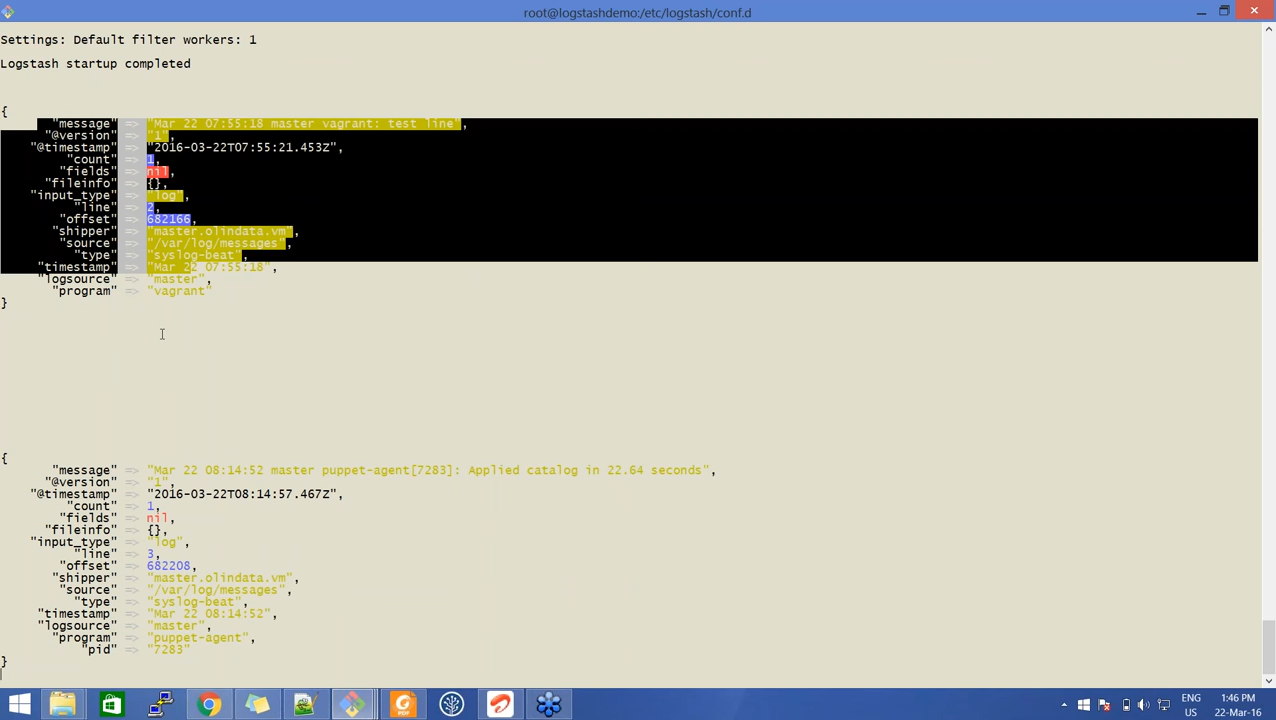 root@logstashdemo:/etc/logstash/conf.d
Settings: Default filter workers: 1
Logstash startup completed
{
"message" => "Mar 22 07:55:18 master vagrant: test line",
"@version" => "1",
"@timestamp" => "2016-03-22T07:55:21.453Z",
"count" => 1,
"fields" => nil,
"fileinfo" => {},
"input_type" => "log",
"line" => 2,
"offset" => 682166,
"shipper" => "master.olindata.vm",
"source" => "/var/log/messages",
"type" => "syslog-beat",
"timestamp" => "Mar 22 07:55:18",
"logsource" => "master",
"program" => "vagrant"
}
{
"message" => "Mar 22 08:14:52 master puppet-agent[7283]: Applied catalog in 22.64 seconds",
"@version" => "1",
"@timestamp" => "2016-03-22T08:14:57.467Z",
"count" => 1,
"fields" => nil,
"fileinfo" => {},
"input_type" => "log",
"line" => 3,
"offset" => 682208,
"shipper" => "master.olindata.vm",
"source" => "/var/log/messages",
"type" => "syslog-beat",
"timestamp" => "Mar 22 08:14:52",
"logsource" => "master",
"program" => "puppet-agent",
"pid" => "7283"
}
PDF
ENG 1:46 PM
US 22-Mar-16